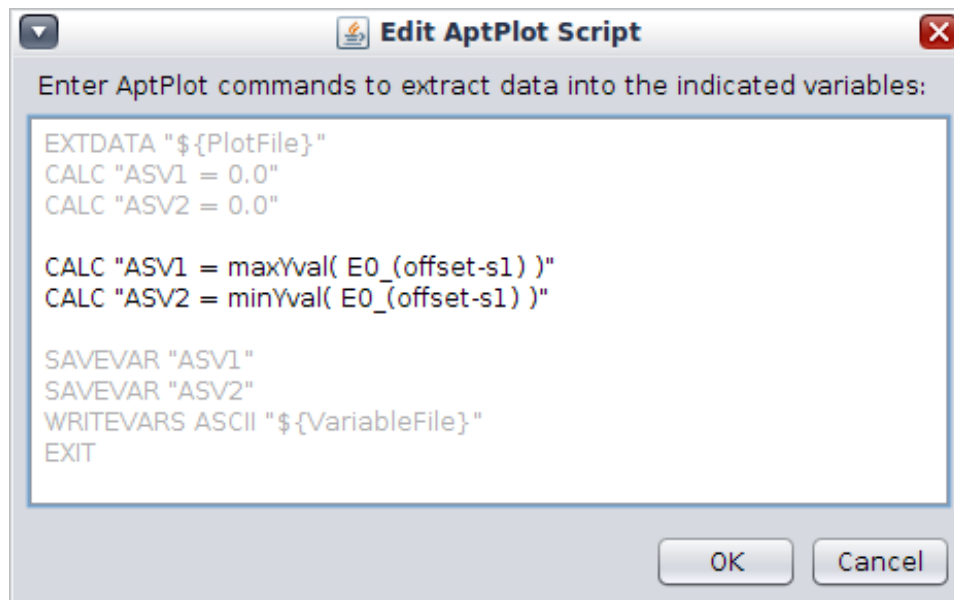 Edit AptPlot Script
Enter AptPlot commands to extract data into the indicated variables:
EXTDATA "${PlotFile}"
CALC "ASV1 = 0.0"
CALC "ASV2 = 0.0"
CALC "ASV1 = maxYval( E0_(offset-s1) )"
CALC "ASV2 = minYval( E0_(offset-s1) )"
SAVEVAR "ASV1"
SAVEVAR "ASV2"
WRITEVARS ASCII "${VariableFile}"
EXIT
OK Cancel